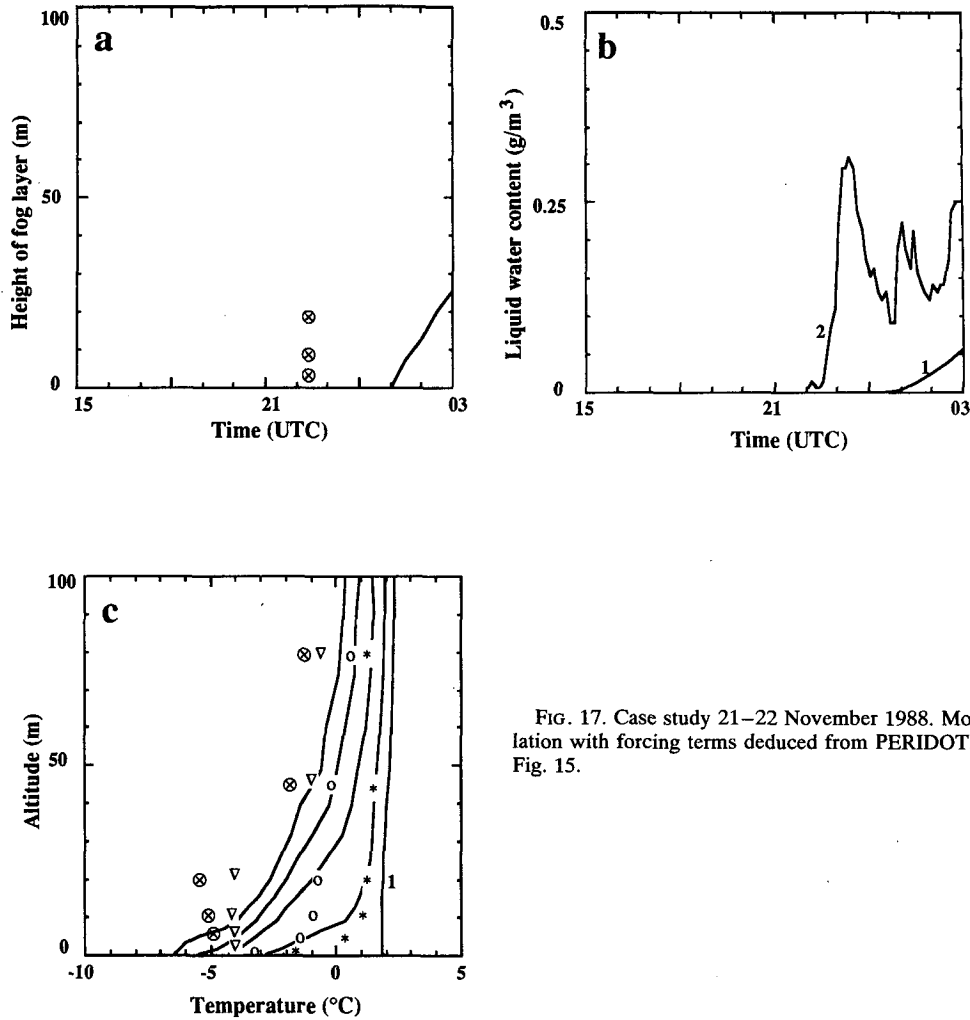 a
100
50
0
Height of fog layer (m)
15
21
03
Time (UTC)
b
0.5
0.25
0
Liquid water content (g/m³)
2
1
15
21
03
Time (UTC)
c
100
50
0
Altitude (m)
1
-10
-5
0
5
Temperature (°C)
FIG. 17. Case study 21–22 November 1988. Mo
lation with forcing terms deduced from PERIDOT
Fig. 15.